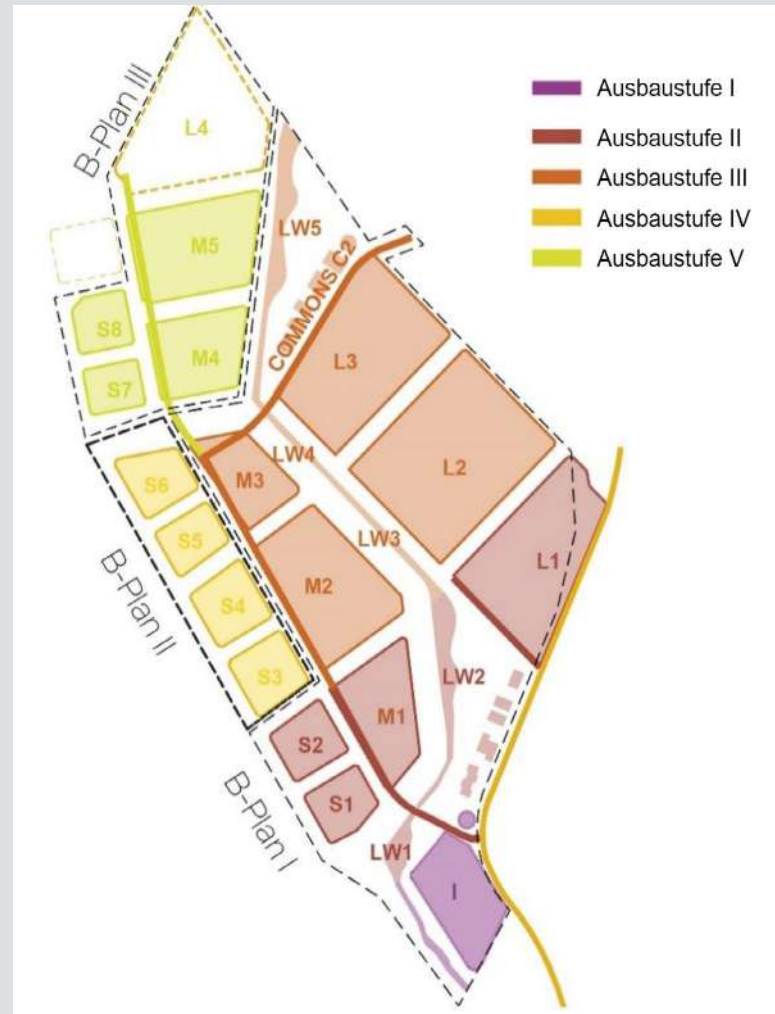 Ausbaustufe I
Ausbaustufe II
Ausbaustufe III
Ausbaustufe IV
Ausbaustufe V
B-Plan III
L4
M5
LW5
COMMONS C2
S8
M4
L3
S7
LW4
L2
S6
M3
S5
LW3
L1
B-Plan II
S4
M2
S3
LW2
M1
S2
S1
B-Plan I
LW1
I